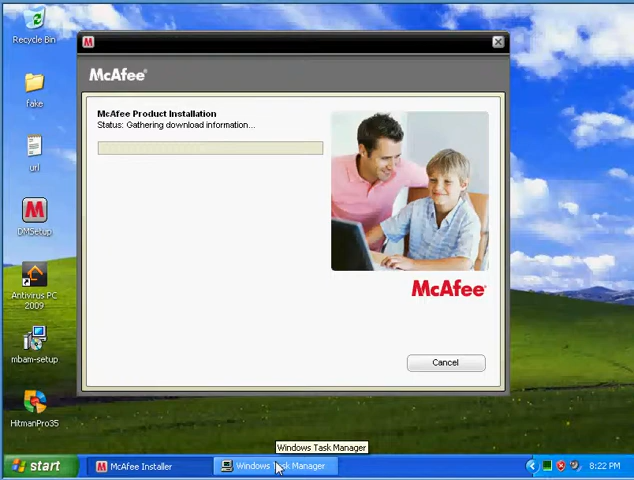 Recycle Bin
fake
url
DMSetup
Antivirus PC
2009
mbam-setup
HitmanPro35
McAfee®
McAfee Product Installation
Status: Gathering download information...
McAfee®
Cancel
Windows Task Manager
start
McAfee Installer
Windows Task Manager
8:22 PM